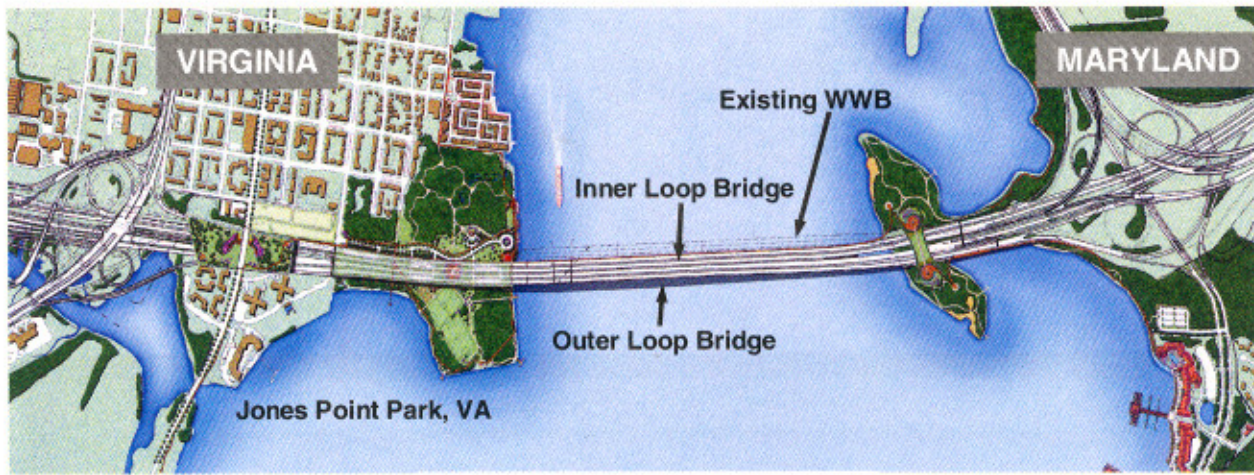 VIRGINIA
MARYLAND
Existing WWB
Inner Loop Bridge
Outer Loop Bridge
Jones Point Park, VA